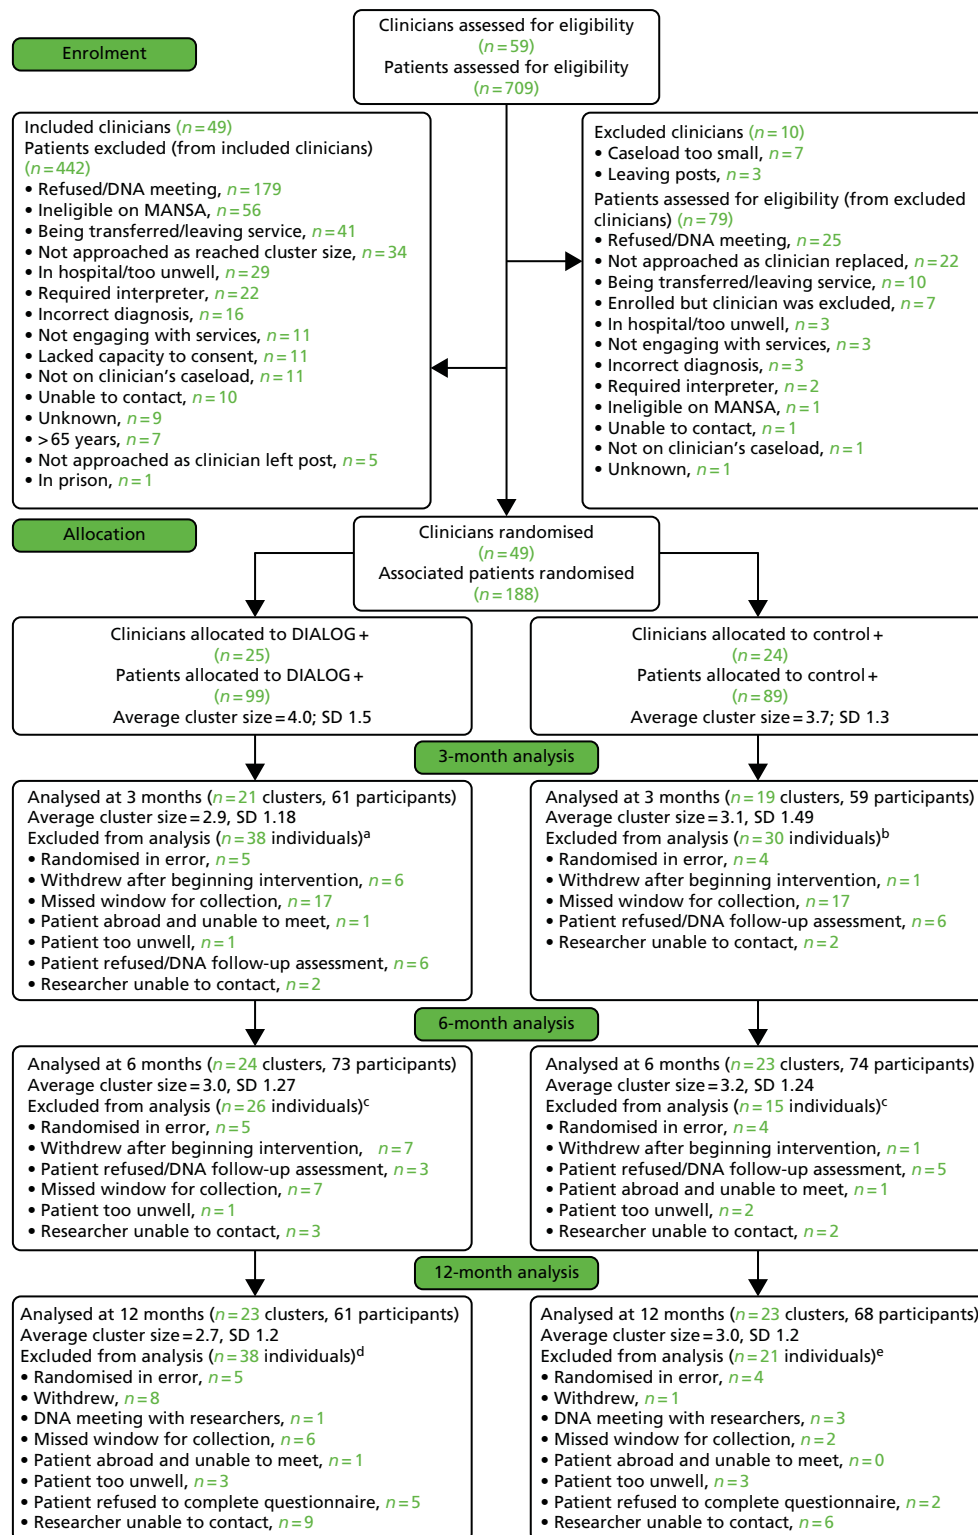 Enrolment
Clinicians assessed for eligibility
(n=59)
Patients assessed for eligibility
(n=709)
Included clinicians (n=49)
Patients excluded (from included clinicians)
(n=442)
• Refused/DNA meeting, n=179
• Ineligible on MANSA, n=56
• Being transferred/leaving service, n=41
• Not approached as reached cluster size, n=34
• In hospital/too unwell, n=29
• Required interpreter, n=22
• Incorrect diagnosis, n=16
• Not engaging with services, n=11
• Lacked capacity to consent, n=11
• Not on clinician's caseload, n=11
• Unable to contact, n=10
• Unknown, n=9
• >65 years, n=7
• Not approached as clinician left post, n=5
• In prison, n=1
Excluded clinicians (n=10)
• Caseload too small, n=7
• Leaving posts, n=3
Patients assessed for eligibility (from excluded
clinicians) (n=79)
• Refused/DNA meeting, n=25
• Not approached as clinician replaced, n=22
• Being transferred/leaving service, n=10
• Enrolled but clinician was excluded, n=7
• In hospital/too unwell, n=3
• Not engaging with services, n=3
• Incorrect diagnosis, n=3
• Required interpreter, n=2
• Ineligible on MANSA, n=1
• Unable to contact, n=1
• Not on clinician's caseload, n=1
• Unknown, n=1
Allocation
Clinicians randomised
(n=49)
Associated patients randomised
(n=188)
Clinicians allocated to DIALOG+
(n=25)
Patients allocated to DIALOG+
(n=99)
Average cluster size=4.0; SD 1.5
Clinicians allocated to control+
(n=24)
Patients allocated to control+
(n=89)
Average cluster size=3.7; SD 1.3
3-month analysis
Analysed at 3 months (n=21 clusters, 61 participants)
Average cluster size=2.9, SD 1.18
Excluded from analysis (n=38 individuals)a
• Randomised in error, n=5
• Withdrew after beginning intervention, n=6
• Missed window for collection, n=17
• Patient abroad and unable to meet, n=1
• Patient too unwell, n=1
• Patient refused/DNA follow-up assessment, n=6
• Researcher unable to contact, n=2
Analysed at 3 months (n=19 clusters, 59 participants)
Average cluster size=3.1, SD 1.49
Excluded from analysis (n=30 individuals)b
• Randomised in error, n=4
• Withdrew after beginning intervention, n=1
• Missed window for collection, n=17
• Patient refused/DNA follow-up assessment, n=6
• Researcher unable to contact, n=2
6-month analysis
Analysed at 6 months (n=24 clusters, 73 participants)
Average cluster size=3.0, SD 1.27
Excluded from analysis (n=26 individuals)c
• Randomised in error, n=5
• Withdrew after beginning intervention, n=7
• Patient refused/DNA follow-up assessment, n=3
• Missed window for collection, n=7
• Patient too unwell, n=1
• Researcher unable to contact, n=3
Analysed at 6 months (n=23 clusters, 74 participants)
Average cluster size=3.2, SD 1.24
Excluded from analysis (n=15 individuals)c
• Randomised in error, n=4
• Withdrew after beginning intervention, n=1
• Patient refused/DNA follow-up assessment, n=5
• Patient abroad and unable to meet, n=1
• Patient too unwell, n=2
• Researcher unable to contact, n=2
12-month analysis
Analysed at 12 months (n=23 clusters, 61 participants)
Average cluster size=2.7, SD 1.2
Excluded from analysis (n=38 individuals)d
• Randomised in error, n=5
• Withdrew, n=8
• DNA meeting with researchers, n=1
• Missed window for collection, n=6
• Patient abroad and unable to meet, n=1
• Patient too unwell, n=3
• Patient refused to complete questionnaire, n=5
• Researcher unable to contact, n=9
Analysed at 12 months (n=23 clusters, 68 participants)
Average cluster size=3.0, SD 1.2
Excluded from analysis (n=21 individuals)e
• Randomised in error, n=4
• Withdrew, n=1
• DNA meeting with researchers, n=3
• Missed window for collection, n=2
• Patient abroad and unable to meet, n=0
• Patient too unwell, n=3
• Patient refused to complete questionnaire, n=2
• Researcher unable to contact, n=6